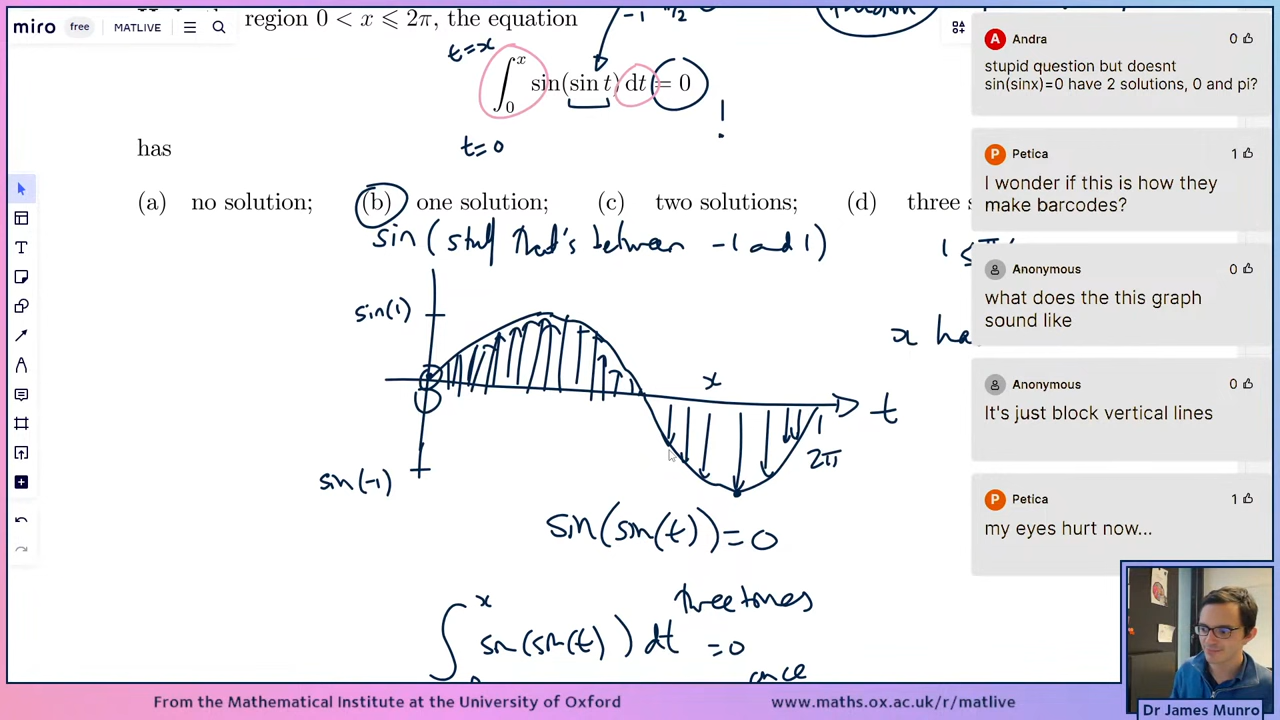 region 0 < x ⩽ 2π, the equation
-1 π/2
miro free MATLIVE
t=x
∫₀ˣ sin(sin t) dt = 0
!
t=0
has
(a) no solution; (b) one solution; (c) two solutions; (d) three s
sin ( stuff that's between -1 and 1)
1 ≤
sin(1)
x ha
x
t
2π
sin(-1)
sin(sin(t))=0
three times
∫ˣ sin(sin(t)) dt =0
once
Andra 0
stupid question but doesnt
sin(sinx)=0 have 2 solutions, 0 and pi?
Petica 1
I wonder if this is how they
make barcodes?
Anonymous 0
what does the this graph
sound like
Anonymous 0
It's just block vertical lines
Petica 1
my eyes hurt now...
From the Mathematical Institute at the University of Oxford
www.maths.ox.ac.uk/r/matlive
Dr James Munro